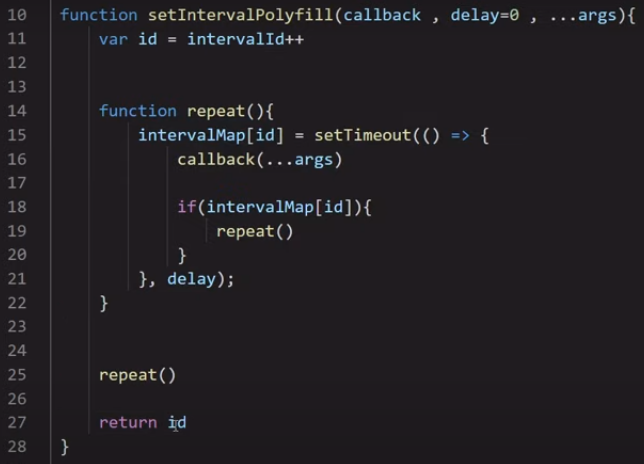 10 function setIntervalPolyfill(callback , delay=0 , ...args){
11     var id = intervalId++
12
13
14     function repeat(){
15         intervalMap[id] = setTimeout(() => {
16             callback(...args)
17
18             if(intervalMap[id]){
19                 repeat()
20             }
21         }, delay);
22     }
23
24
25     repeat()
26
27     return id
28 }